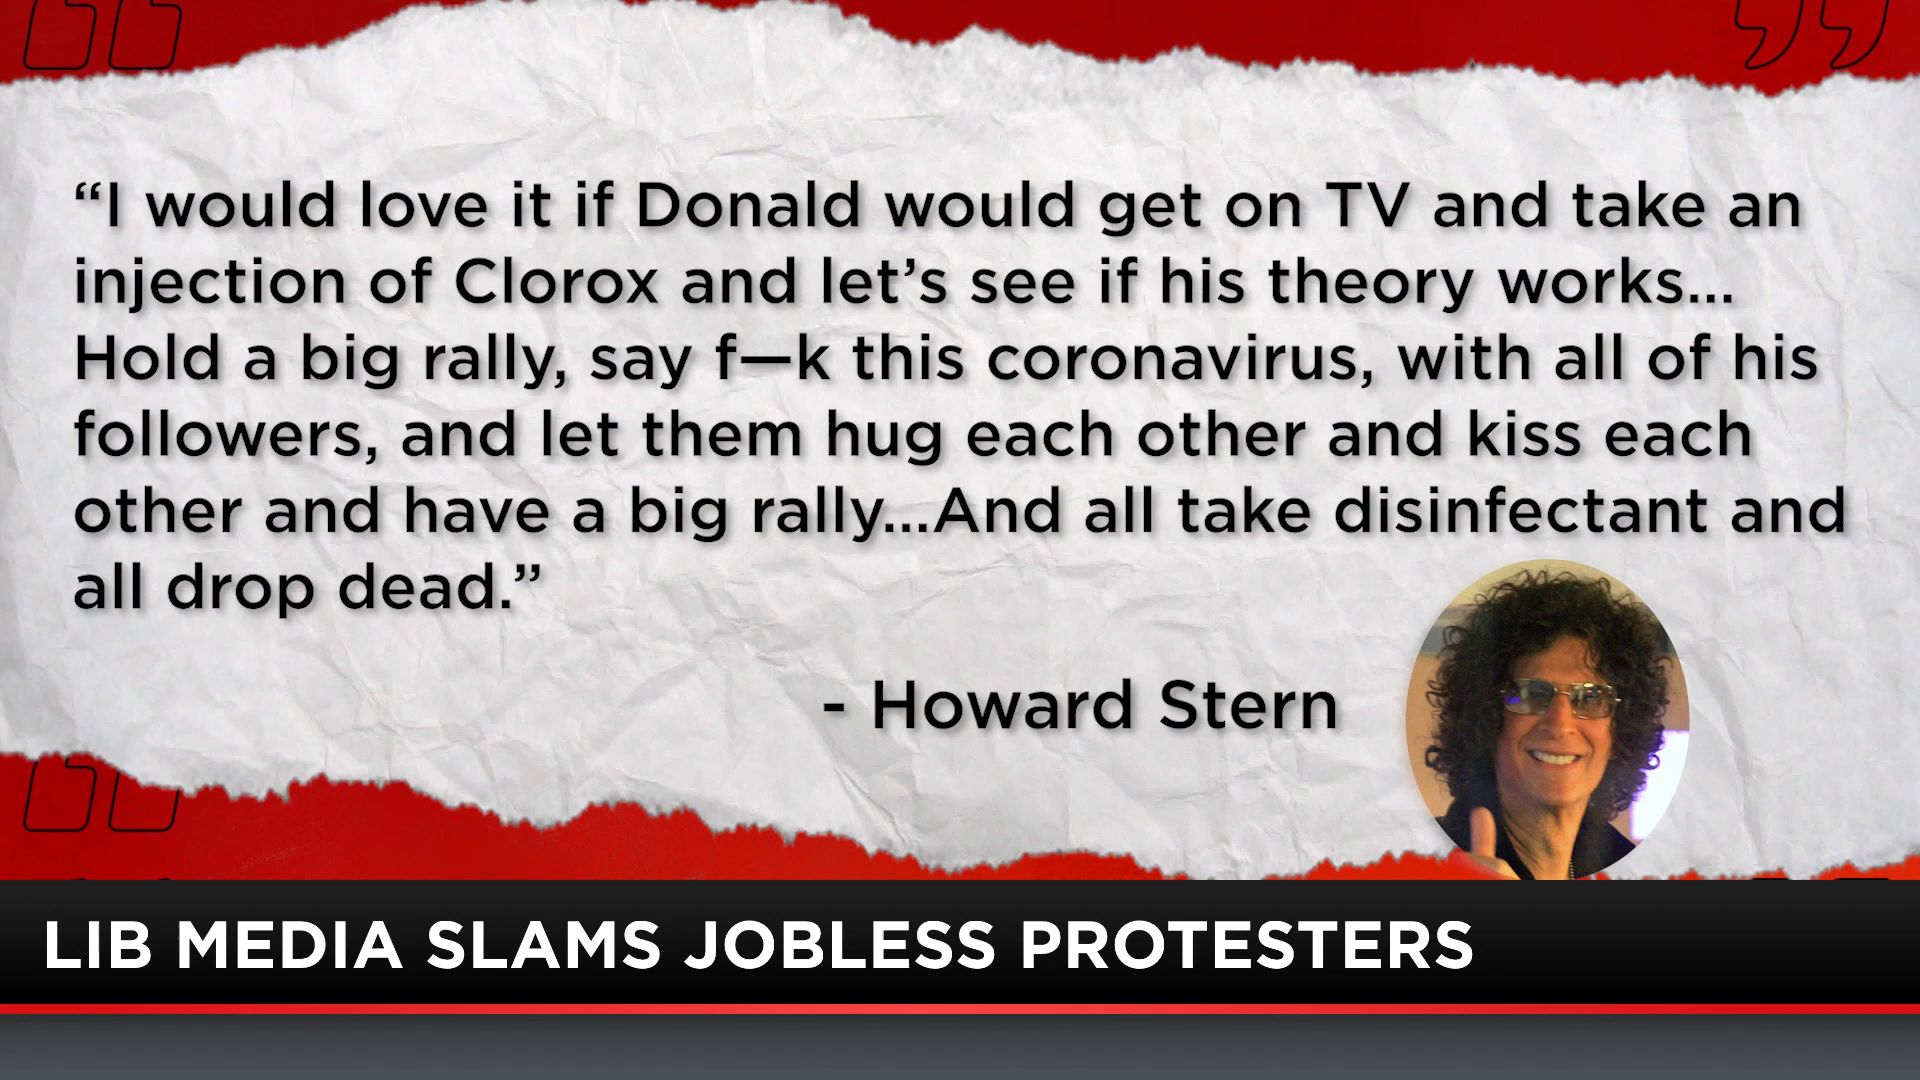 “I would love it if Donald would get on TV and take an
injection of Clorox and let’s see if his theory works...
Hold a big rally, say f—k this coronavirus, with all of his
followers, and let them hug each other and kiss each
other and have a big rally...And all take disinfectant and
all drop dead.”
- Howard Stern
LIB MEDIA SLAMS JOBLESS PROTESTERS